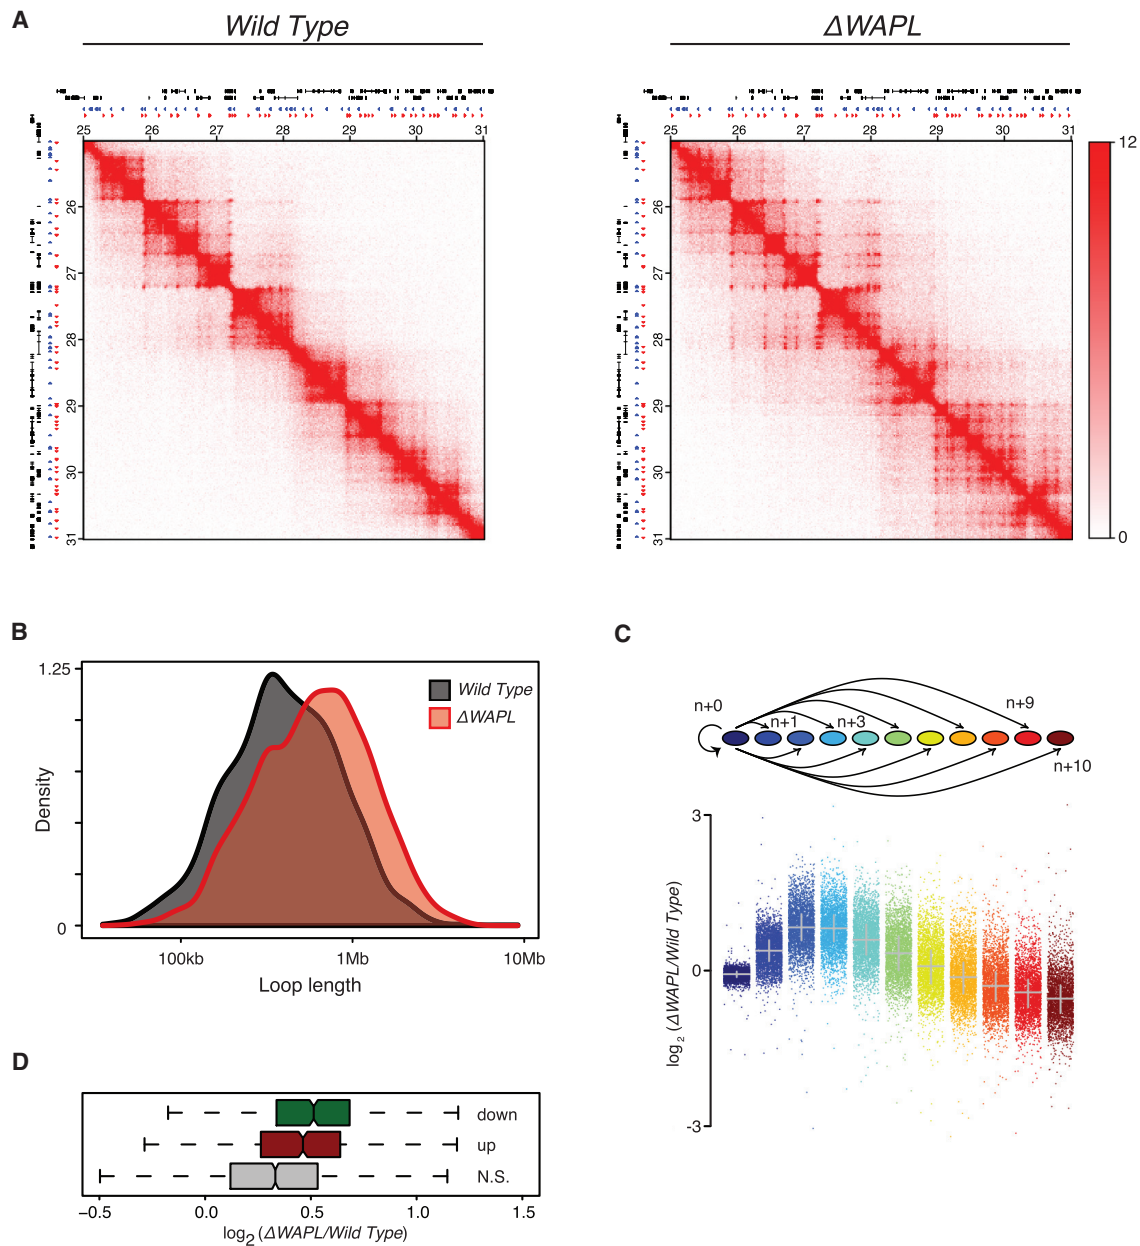 A
Wild Type
ΔWAPL
25 26 27 28 29 30 31
25 26 27 28 29 30 31
26
27
28
29
30
31
26
27
28
29
30
31
12
0
B
1.25
0
Density
Wild Type
ΔWAPL
100kb 1Mb 10Mb
Loop length
C
n+0
n+1
n+3
n+9
n+10
3
0
-3
log2 (ΔWAPL/Wild Type)
D
down
up
N.S.
−0.5 0.0 0.5 1.0 1.5
log2 (ΔWAPL/Wild Type)